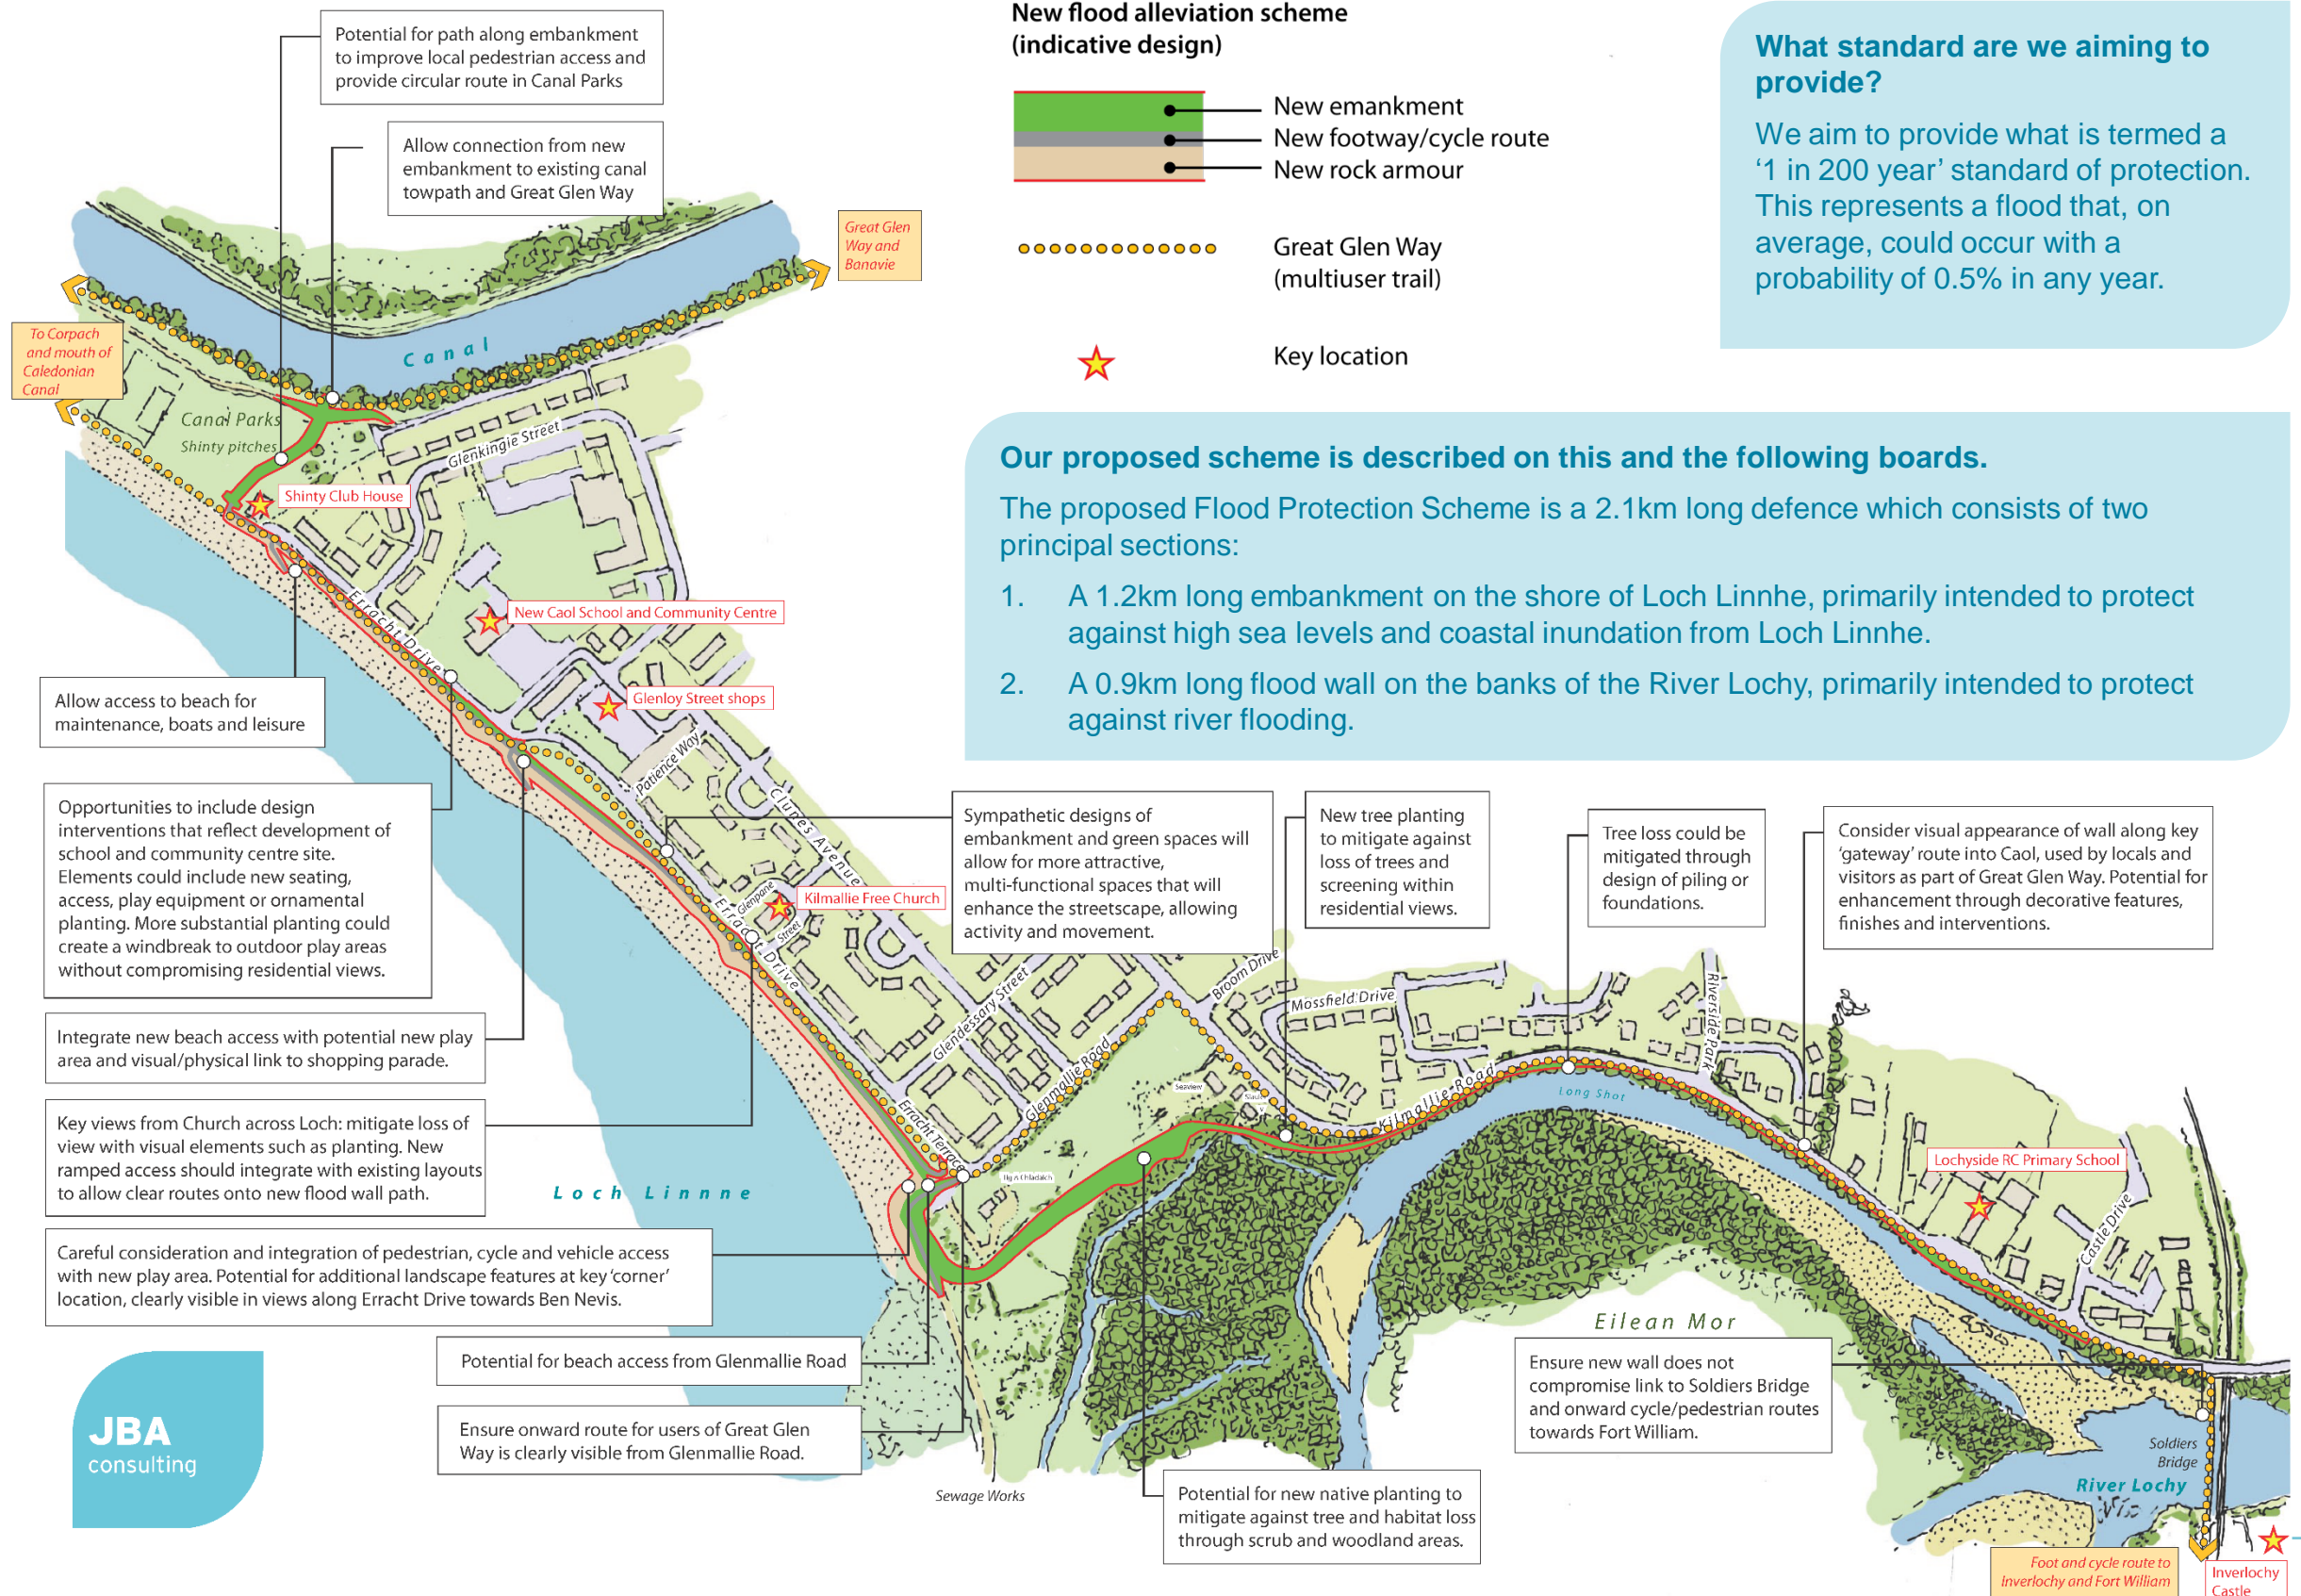 Potential for path along embankment
to improve local pedestrian access and
provide circular route in Canal Parks
Allow connection from new
embankment to existing canal
towpath and Great Glen Way
New flood alleviation scheme
(indicative design)
New emankment
New footway/cycle route
New rock armour
Great Glen Way
(multiuser trail)
Key location
What standard are we aiming to
provide?
We aim to provide what is termed a
‘1 in 200 year’ standard of protection.
This represents a flood that, on
average, could occur with a
probability of 0.5% in any year.
Our proposed scheme is described on this and the following boards.
The proposed Flood Protection Scheme is a 2.1km long defence which consists of two
principal sections:
1. A 1.2km long embankment on the shore of Loch Linnhe, primarily intended to protect
against high sea levels and coastal inundation from Loch Linnhe.
2. A 0.9km long flood wall on the banks of the River Lochy, primarily intended to protect
against river flooding.
Great Glen
Way and
Banavie
To Corpach
and mouth of
Caledonian
Canal
Canal
Canal Parks
Shinty pitches
Glenkingie Street
Shinty Club House
New Caol School and Community Centre
Erracht Drive
Glenloy Street shops
Patience Way
Clunes Avenue
Allow access to beach for
maintenance, boats and leisure
Opportunities to include design
interventions that reflect development of
school and community centre site.
Elements could include new seating,
access, play equipment or ornamental
planting. More substantial planting could
create a windbreak to outdoor play areas
without compromising residential views.
Sympathetic designs of
embankment and green spaces will
allow for more attractive,
multi-functional spaces that will
enhance the streetscape, allowing
activity and movement.
New tree planting
to mitigate against
loss of trees and
screening within
residential views.
Tree loss could be
mitigated through
design of piling or
foundations.
Consider visual appearance of wall along key
‘gateway’ route into Caol, used by locals and
visitors as part of Great Glen Way. Potential for
enhancement through decorative features,
finishes and interventions.
Kilmallie Free Church
Glenpane
Street
Erracht Drive
Glendessary Street
Broom Drive
Mossfield Drive
Riverside Park
Glenmallie Road
Kilmallie Road
Long Shot
Seaview
Erracht Terrace
Integrate new beach access with potential new play
area and visual/physical link to shopping parade.
Key views from Church across Loch: mitigate loss of
view with visual elements such as planting. New
ramped access should integrate with existing layouts
to allow clear routes onto new flood wall path.
Loch Linnne
Lochyside RC Primary School
Castle Drive
Careful consideration and integration of pedestrian, cycle and vehicle access
with new play area. Potential for additional landscape features at key ‘corner’
location, clearly visible in views along Erracht Drive towards Ben Nevis.
Eilean Mor
Potential for beach access from Glenmallie Road
Ensure new wall does not
compromise link to Soldiers Bridge
and onward cycle/pedestrian routes
towards Fort William.
Ensure onward route for users of Great Glen
Way is clearly visible from Glenmallie Road.
JBA
consulting
Sewage Works
Potential for new native planting to
mitigate against tree and habitat loss
through scrub and woodland areas.
Soldiers
Bridge
River Lochy
Foot and cycle route to
Inverlochy and Fort William
Inverlochy
Castle